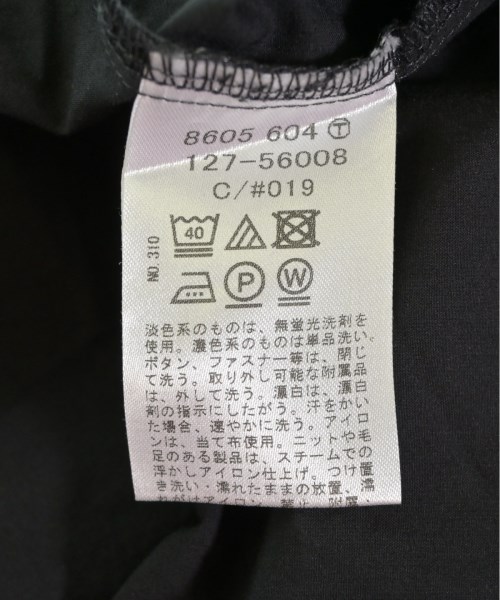 8605 604 Ⓣ
127-56008
C/#019
NO.310
40
P
W
淡色系のものは、無蛍光洗剤を
使用。濃色系のものは単品洗い。
ボタン、ファスナー等は、閉じ
て洗う。取り外し可能な附属品
は、外して洗う。漂白は、漂白
剤の指示にしたがう。汗をかい
た場合、速やかに洗う。アイロ
ンは、当て布使用。ニットや毛
足のある製品は、スチームでの
浮かしアイロン仕上げ。つけ置
き洗い・濡れたままの放置、濡